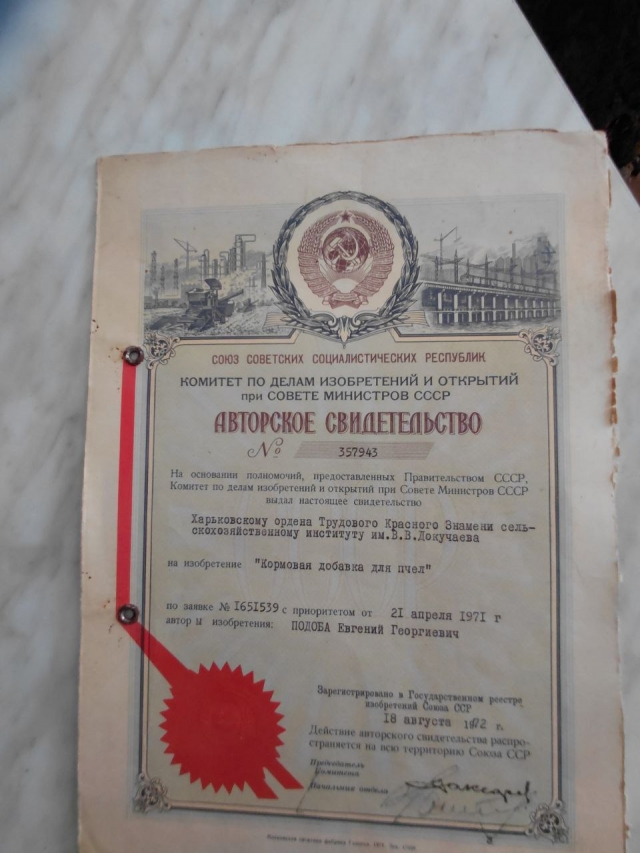 СОЮЗ СОВЕТСКИХ СОЦИАЛИСТИЧЕСКИХ РЕСПУБЛИК
КОМИТЕТ ПО ДЕЛАМ ИЗОБРЕТЕНИЙ И ОТКРЫТИЙ
при СОВЕТЕ МИНИСТРОВ СССР
АВТОРСКОЕ СВИДЕТЕЛЬСТВО
№ 357943
На основании полномочий, предоставленных Правительством СССР,
Комитет по делам изобретений и открытий при Совете Министров СССР
выдал настоящее свидетельство
Харьковскому ордена Трудового Красного Знамени сель-
скохозяйственному институту им.В.В.Докучаева
на изобретение "Кормовая добавка для пчел"
по заявке № 1651539 с приоритетом от 21 апреля 1971 г
автор ы изобретения: ПОДОБА Евгений Георгиевич
Зарегистрировано в Государственном реестре
изобретений Союза ССР
18 августа 1972 г.
Действие авторского свидетельства распро-
страняется на всю территорию Союза ССР
Председатель
Комитета
Начальник отдела